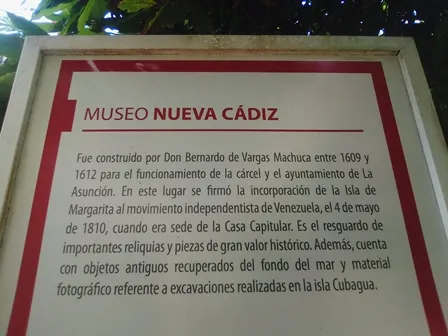 MUSEO NUEVA CÁDIZ
Fue construido por Don Bernardo de Vargas Machuca entre 1609 y
1612 para el funcionamiento de la cárcel y el ayuntamiento de La
Asunción. En este lugar se firmó la incorporación de la Isla de
Margarita al movimiento independentista de Venezuela, el 4 de mayo
de 1810, cuando era sede de la Casa Capitular. Es el resguardo de
importantes reliquias y piezas de gran valor histórico. Además, cuenta
con objetos antiguos recuperados del fondo del mar y material
fotográfico referente a excavaciones realizadas en la isla Cubagua.